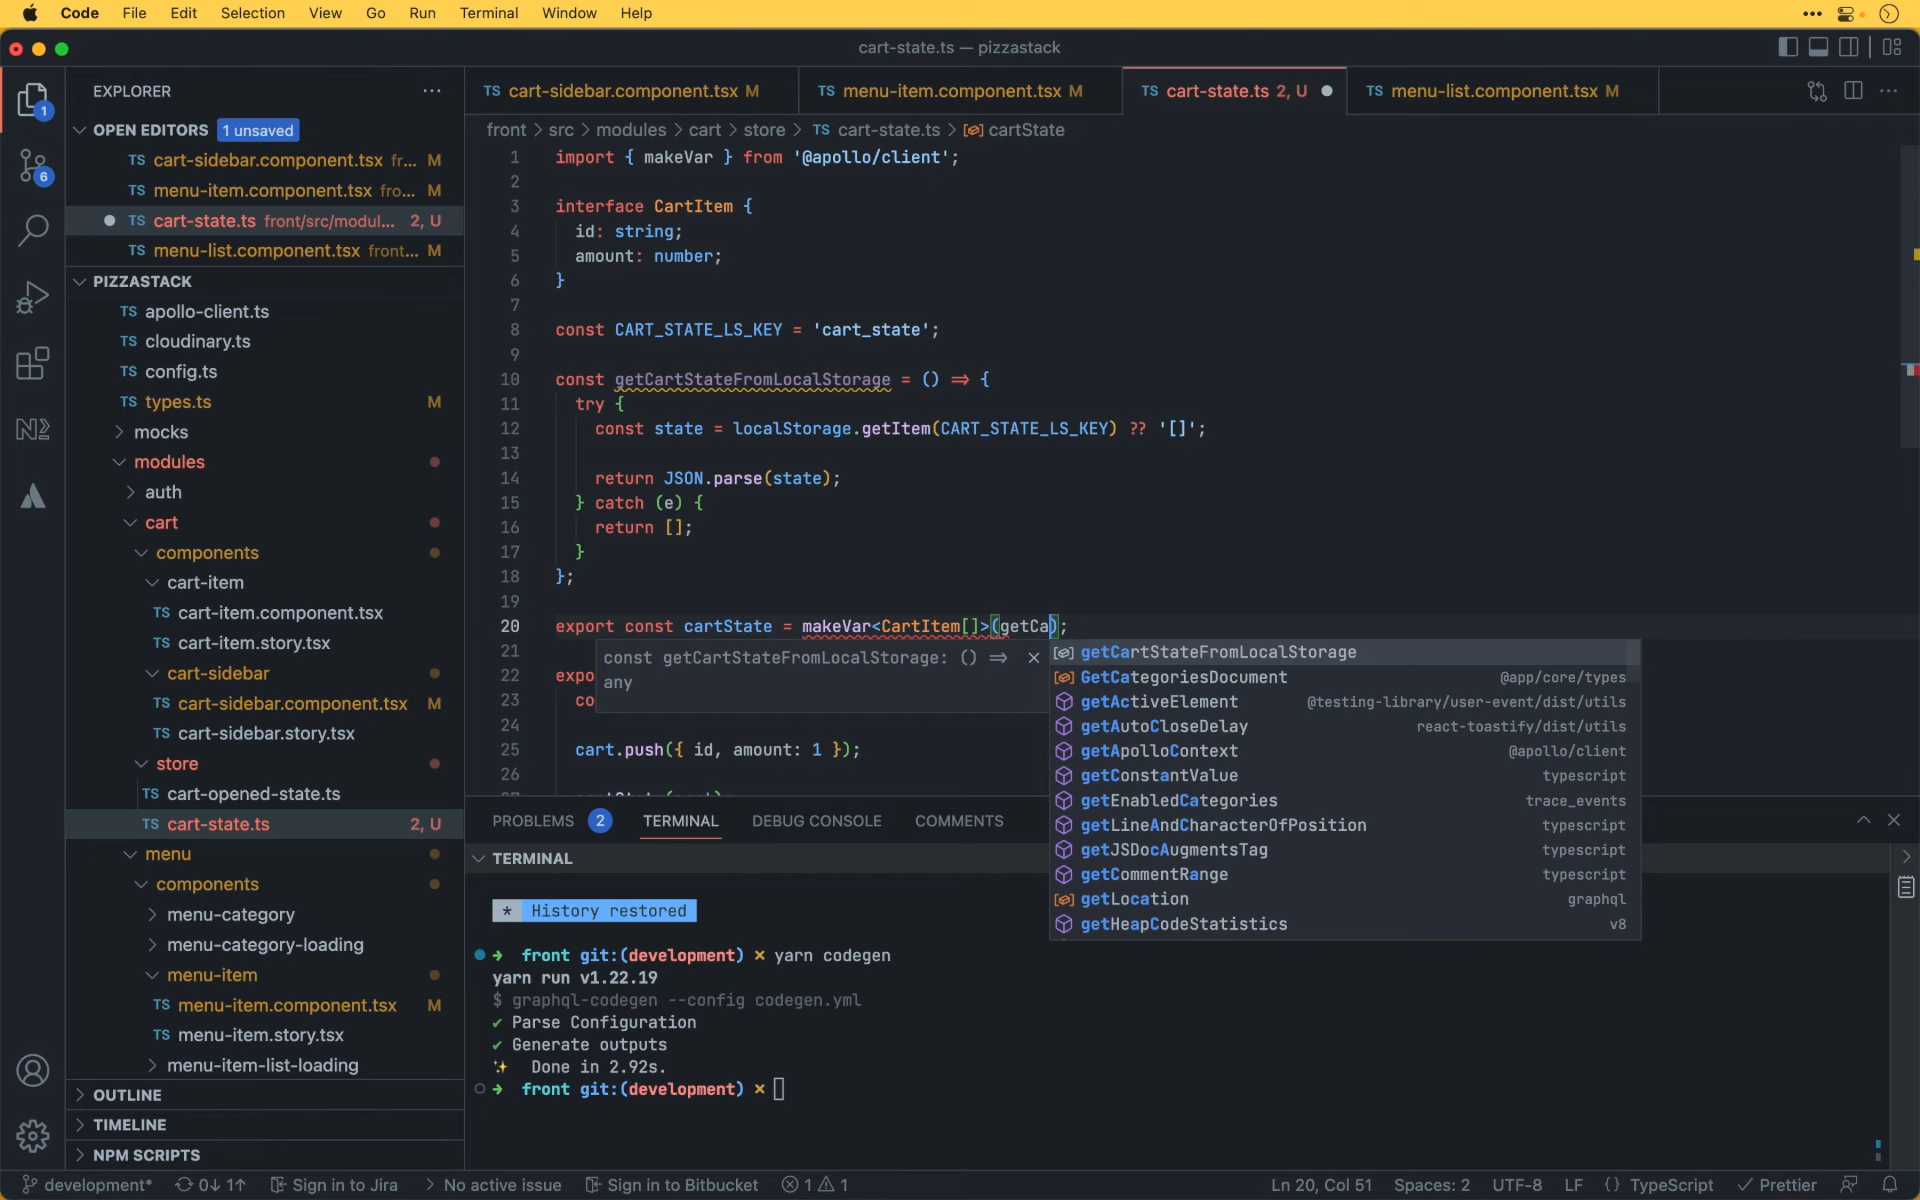 Code File Edit Selection View Go Run Terminal Window Help
cart-state.ts — pizzastack
EXPLORER
OPEN EDITORS 1 unsaved
TS cart-sidebar.component.tsx fr... M
TS menu-item.component.tsx fro... M
TS cart-state.ts front/src/modul... 2, U
TS menu-list.component.tsx front... M
PIZZASTACK
TS apollo-client.ts
TS cloudinary.ts
TS config.ts
TS types.ts M
mocks
modules
auth
cart
components
cart-item
TS cart-item.component.tsx
TS cart-item.story.tsx
cart-sidebar
TS cart-sidebar.component.tsx M
TS cart-sidebar.story.tsx
store
TS cart-opened-state.ts
TS cart-state.ts 2, U
menu
components
menu-category
menu-category-loading
menu-item
TS menu-item.component.tsx M
TS menu-item.story.tsx
menu-item-list-loading
OUTLINE
TIMELINE
NPM SCRIPTS
1
6
TS cart-sidebar.component.tsx M TS menu-item.component.tsx M TS cart-state.ts 2, U TS menu-list.component.tsx M
front > src > modules > cart > store > TS cart-state.ts > cartState
1 import { makeVar } from '@apollo/client';
2
3 interface CartItem {
4 id: string;
5 amount: number;
6 }
7
8 const CART_STATE_LS_KEY = 'cart_state';
9
10 const getCartStateFromLocalStorage = () => {
11 try {
12 const state = localStorage.getItem(CART_STATE_LS_KEY) ?? '[]';
13
14 return JSON.parse(state);
15 } catch (e) {
16 return [];
17 }
18 };
19
20 export const cartState = makeVar<CartItem[]>(getCa);
21
22 expo
23 co
24
25 cart.push({ id, amount: 1 });
26
const getCartStateFromLocalStorage: () =>
any
getCartStateFromLocalStorage
GetCategoriesDocument @app/core/types
getActiveElement @testing-library/user-event/dist/utils
getAutoCloseDelay react-toastify/dist/utils
getApolloContext @apollo/client
getConstantValue typescript
getEnabledCategories trace_events
getLineAndCharacterOfPosition typescript
getJSDocAugmentsTag typescript
getCommentRange typescript
getLocation graphql
getHeapCodeStatistics v8
PROBLEMS 2 TERMINAL DEBUG CONSOLE COMMENTS
TERMINAL
* History restored
front git:(development) × yarn codegen
yarn run v1.22.19
$ graphql-codegen --config codegen.yml
✔ Parse Configuration
✔ Generate outputs
✨ Done in 2.92s.
front git:(development) ×
development* 0↓ 1↑ Sign in to Jira No active issue Sign in to Bitbucket 1 1 Ln 20, Col 51 Spaces: 2 UTF-8 LF {} TypeScript Prettier